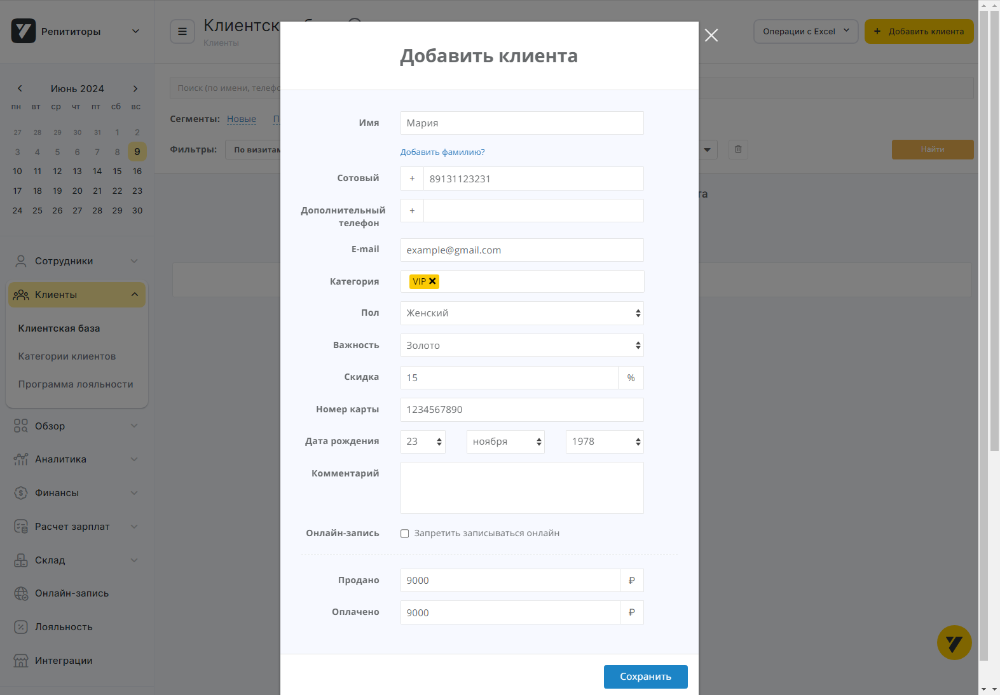 Репититоры
Июнь 2024
пн вт ср чт пт сб вс
27 28 29 30 31 1 2
3 4 5 6 7 8 9
10 11 12 13 14 15 16
17 18 19 20 21 22 23
24 25 26 27 28 29 30
Сотрудники
Клиенты
Клиентская база
Категории клиентов
Программа лояльности
Обзор
Аналитика
Финансы
Расчет зарплат
Склад
Онлайн-запись
Лояльность
Интеграции
Клиентск
Клиенты
Операции с Excel
+ Добавить клиента
Поиск (по имени, телефо
Сегменты: Новые П
Фильтры: По визитам
Найти
та
Добавить клиента
Имя Мария
Добавить фамилию?
Сотовый + 89131123231
Дополнительный
телефон +
E-mail example@gmail.com
Категория VIP
Пол Женский
Важность Золото
Скидка 15 %
Номер карты 1234567890
Дата рождения 23 ноября 1978
Комментарий
Онлайн-запись Запретить записываться онлайн
Продано 9000 ₽
Оплачено 9000 ₽
Сохранить